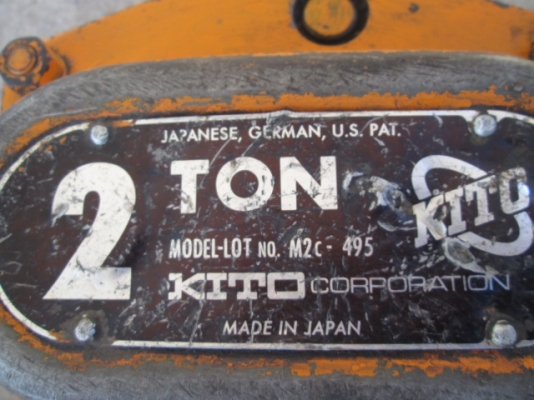 JAPANESE, GERMAN, U.S. PAT.
2 TON
KITO
MODEL-LOT NO. M2C- 495
KITO CORPORATION
MADE IN JAPAN